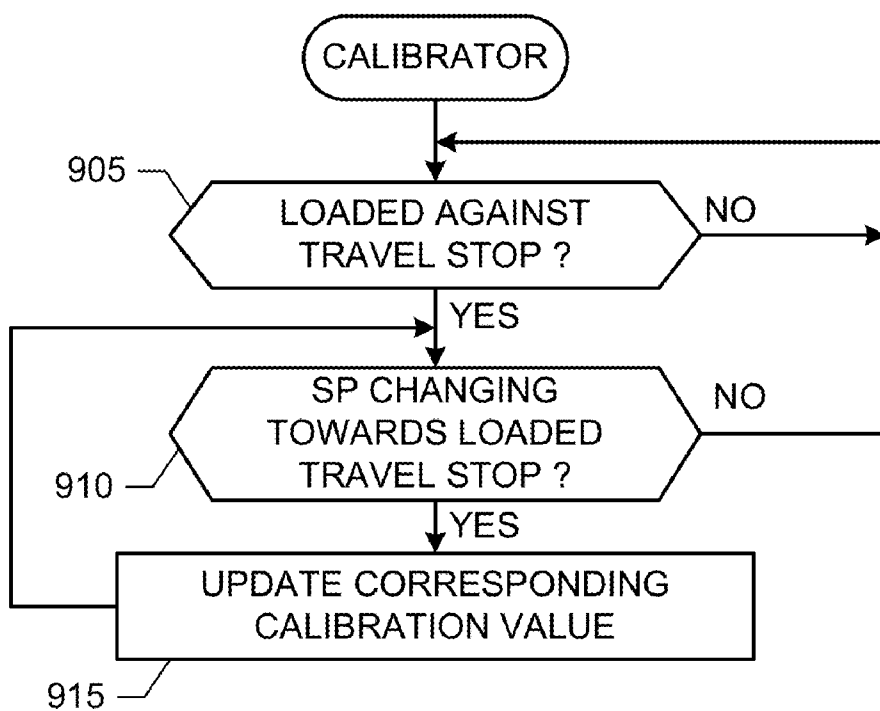 CALIBRATOR
905
LOADED AGAINST
TRAVEL STOP ?
NO
YES
SP CHANGING
TOWARDS LOADED
TRAVEL STOP ?
NO
910
YES
UPDATE CORRESPONDING
CALIBRATION VALUE
915